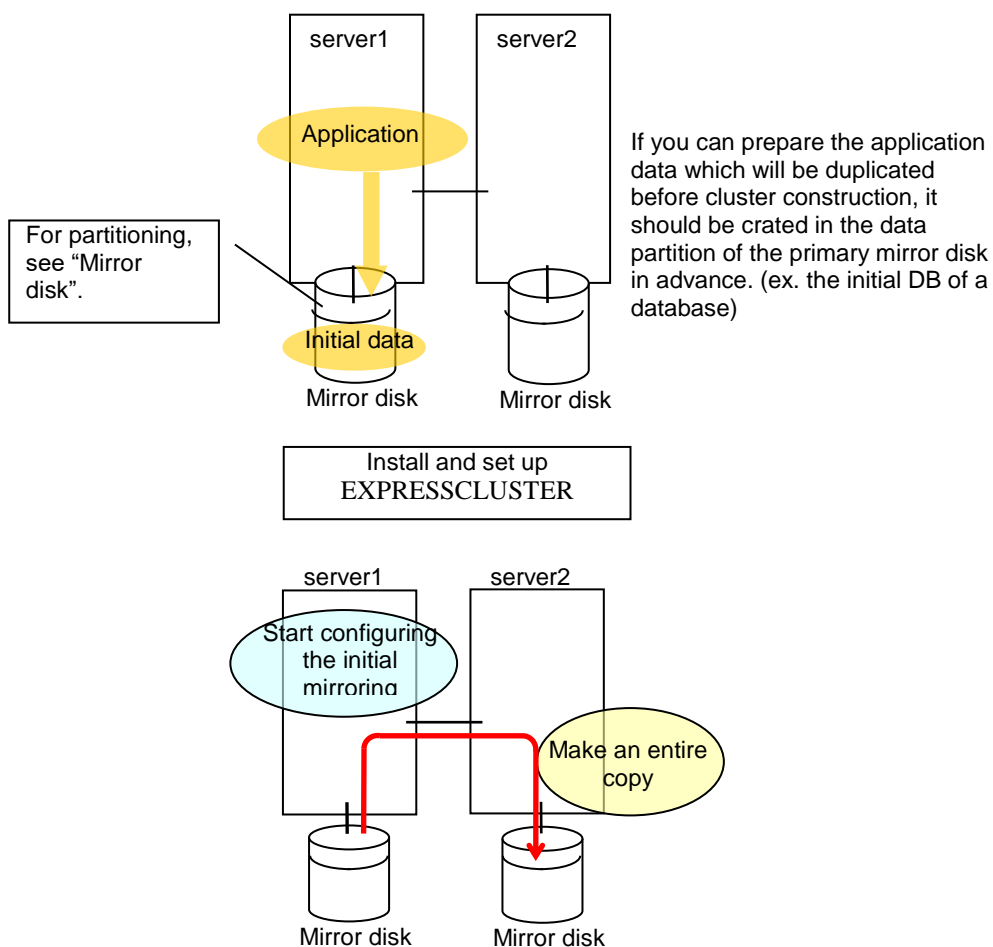 server1
server2
Application
If you can prepare the application
data which will be duplicated
before cluster construction, it
should be crated in the data
partition of the primary mirror disk
in advance. (ex. the initial DB of a
database)
For partitioning,
see “Mirror
disk”.
Initial data
Mirror disk
Mirror disk
Install and set up
EXPRESSCLUSTER
server1
server2
Start configuring
the initial
mirroring
Make an entire
copy
Mirror disk
Mirror disk